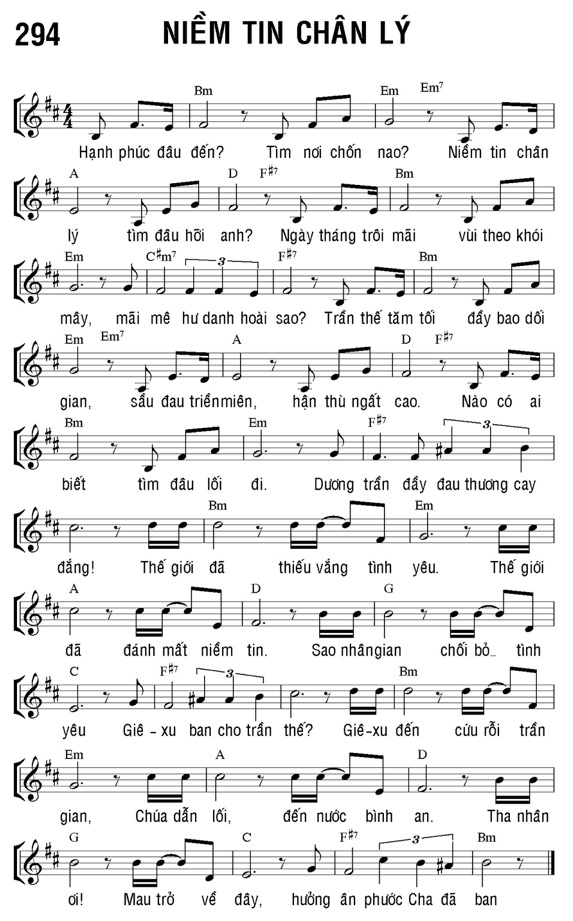 294 NIỀM TIN CHÂN LÝ
Bm Em Em7
Hạnh phúc đâu đến? Tìm nơi chốn nao? Niềm tin chân
A D F#7 Bm
lý tìm đâu hỡi anh? Ngày tháng trôi mãi vùi theo khói
Em C#m7 F#7 Bm
3
mây, mãi mê hư danh hoài sao? Trần thế tăm tối đầy bao dối
Em Em7 A D F#7
gian, sầu đau triền miên, hận thù ngất cao. Nào có ai
Bm Em F#7
3
biết tìm đâu lối đi. Dương trần đầy đau thương cay
Bm Em
đắng! Thế giới đã thiếu vắng tình yêu. Thế giới
A D G
đã đánh mất niềm tin. Sao nhân gian chối bỏ_ tình
C F#7 Bm
3
yêu Giê-xu ban cho trần thế? Giê-xu đến cứu rỗi trần
Em A D
gian, Chúa dẫn lối, đến nước bình an. Tha nhân
G C F#7 Bm
3
ơi! Mau trở về đây, hưởng ân phước Cha đã ban